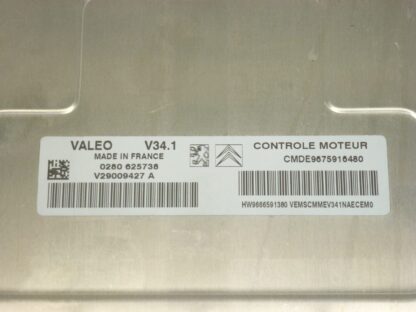 VALEO V34.1
MADE IN FRANCE
0280 625738
V29009427 A
CONTROLE MOTEUR
CMDE9675916480
HW9666591380 VEMSCMMEV341NAECEM0